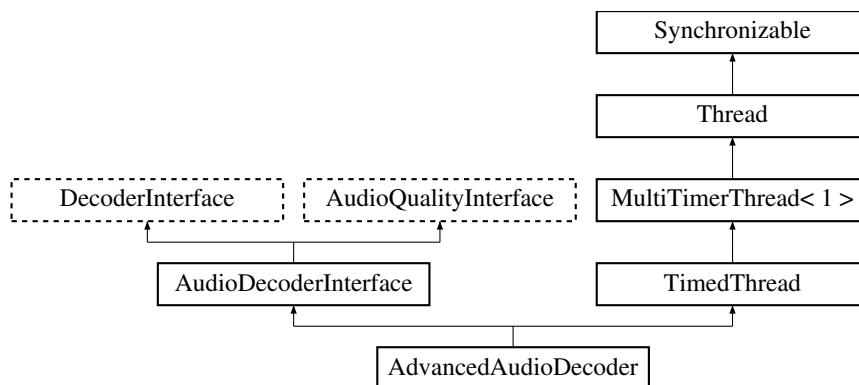 Synchronizable
Thread
DecoderInterface
AudioQualityInterface
MultiTimerThread< 1 >
AudioDecoderInterface
TimedThread
AdvancedAudioDecoder